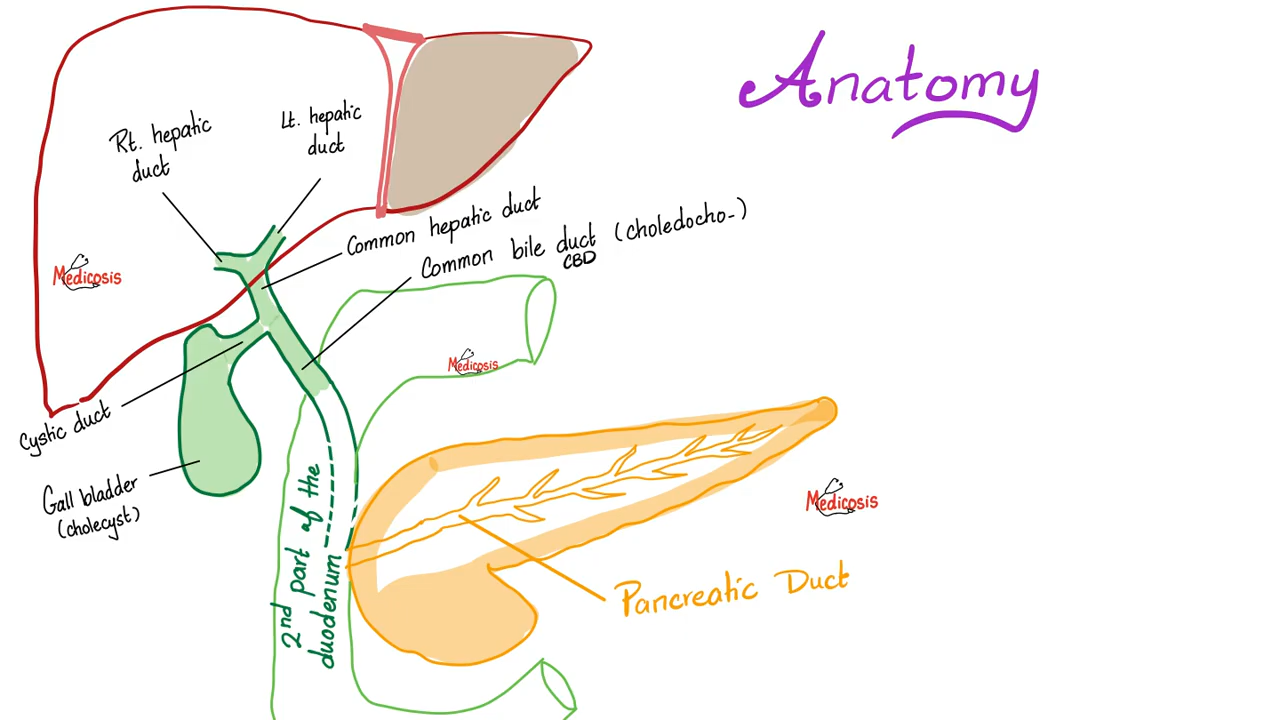 Anatomy
Rt. hepatic
duct
Lt. hepatic
duct
Common hepatic duct
Common bile duct (choledocho-)
CBD
Medicosis
Medicosis
Cystic duct
Gall bladder
(cholecyst)
2nd part of the
duodenum
Medicosis
Pancreatic Duct